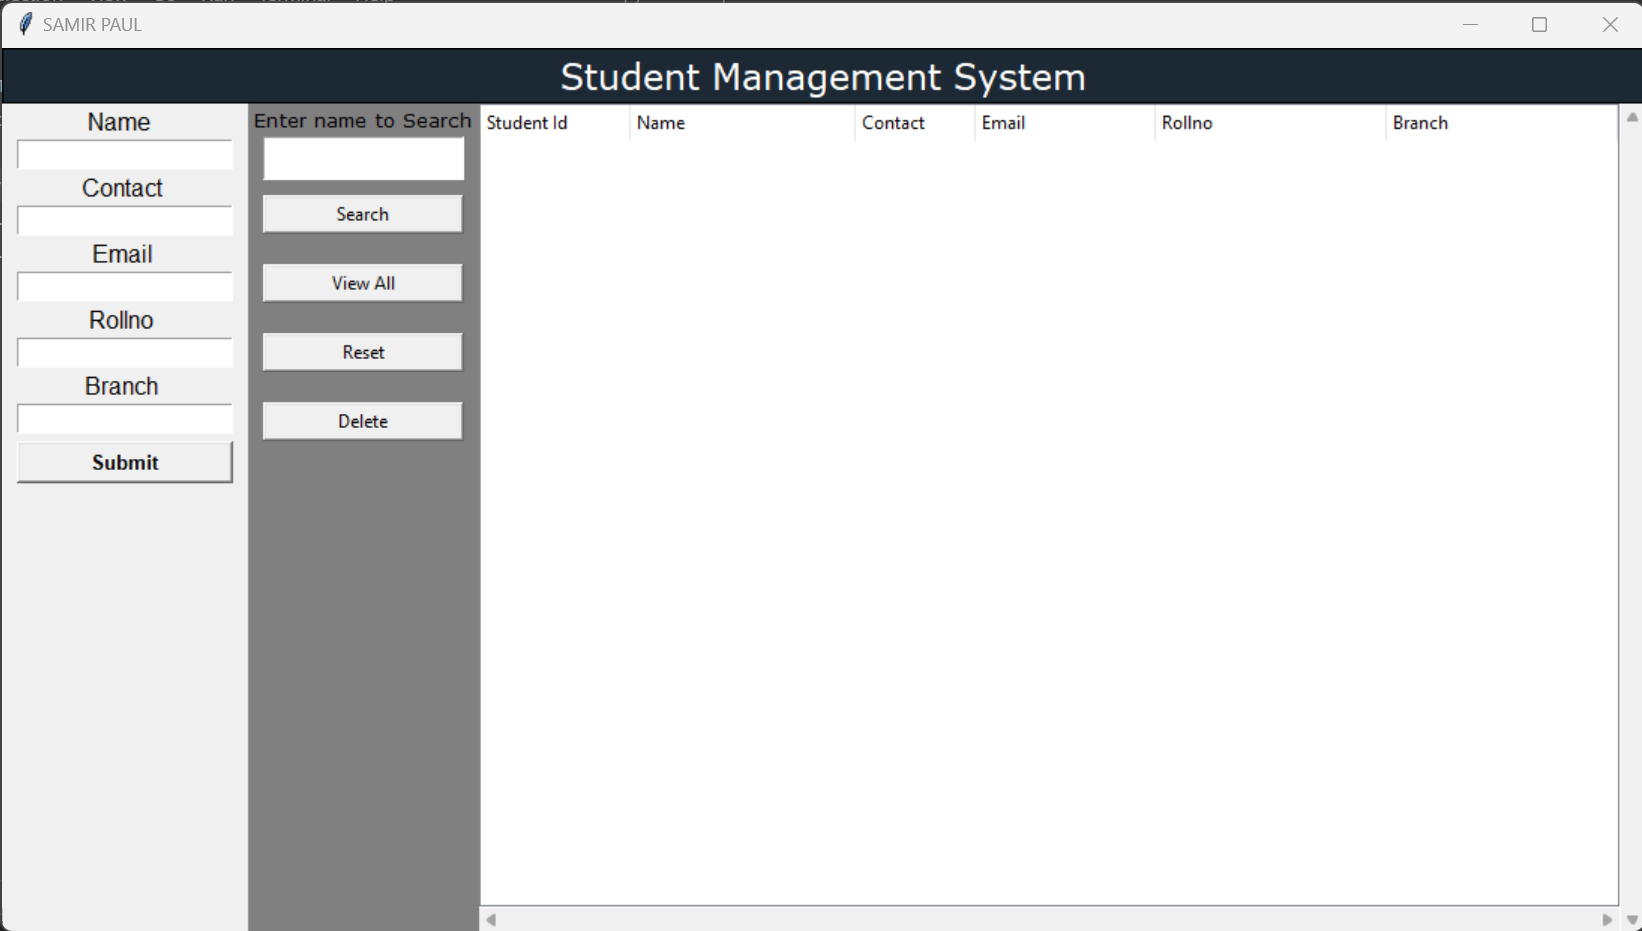 SAMIR PAUL
Student Management System
Name
Contact
Email
Rollno
Branch
Submit
Enter name to Search
Search
View All
Reset
Delete
Student Id Name Contact Email Rollno Branch